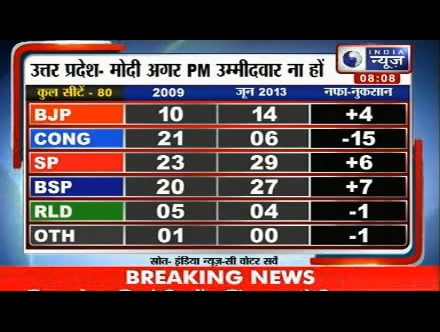 INDIA
न्यूज़
08:08
उत्तर प्रदेश- मोदी अगर PM उम्मीदवार ना हों
कुल सीटें - 80 2009 जून 2013 नफा-नुकसान
BJP 10 14 +4
CONG 21 06 -15
SP 23 29 +6
BSP 20 27 +7
RLD 05 04 -1
OTH 01 00 -1
स्रोत- इंडिया न्यूज़-सी वोटर सर्वे
BREAKING NEWS